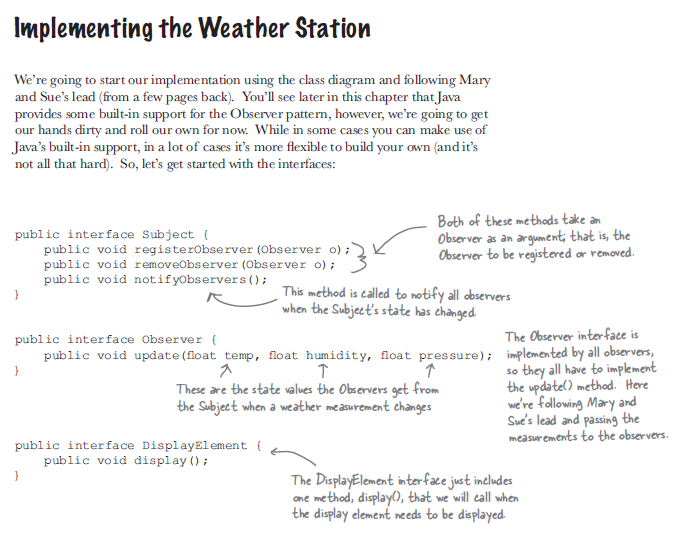 Implementing the Weather Station
We're going to start our implementation using the class diagram and following Mary
and Sue's lead (from a few pages back). You'll see later in this chapter that Java
provides some built-in support for the Observer pattern, however, we're going to get
our hands dirty and roll our own for now. While in some cases you can make use of
Java's built-in support, in a lot of cases it's more flexible to build your own (and it's
not all that hard). So, let's get started with the interfaces:
public interface Subject {
public void registerObserver(Observer o);
public void removeObserver(Observer o);
public void notifyObservers();
}
Both of these methods take an
Observer as an argument; that is, the
Observer to be registered or removed.
This method is called to notify all observers
when the Subject's state has changed.
public interface Observer {
public void update(float temp, float humidity, float pressure);
}
These are the state values the Observers get from
the Subject when a weather measurement changes
The Observer interface is
implemented by all observers,
so they all have to implement
the update() method. Here
we're following Mary and
Sue's lead and passing the
measurements to the observers.
public interface DisplayElement {
public void display();
}
The DisplayElement interface just includes
one method, display(), that we will call when
the display element needs to be displayed.